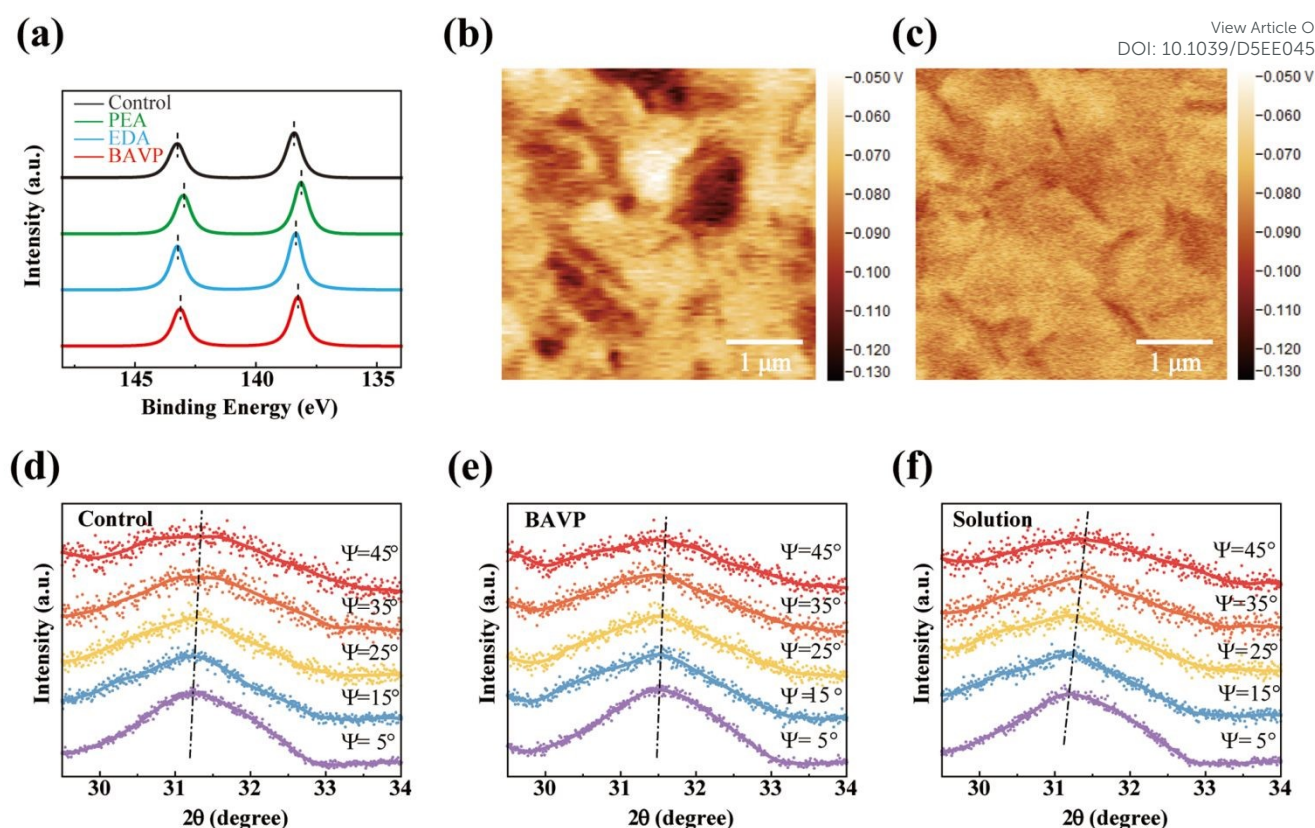 View Article O
DOI: 10.1039/D5EE045
(a)
Control
PEA
EDA
BAVP
Intensity (a.u.)
145
140
135
Binding Energy (eV)
(b)
1 μm
−0.050 V
−0.060
−0.070
−0.080
−0.090
−0.100
−0.110
−0.120
−0.130
(c)
1 μm
−0.050 V
−0.060
−0.070
−0.080
−0.090
−0.100
−0.110
−0.120
−0.130
(d)
Control
Ψ=45°
Ψ=35°
Ψ=25°
Ψ=15°
Ψ= 5°
Intensity (a.u.)
30 31 32 33 34
2θ (degree)
(e)
BAVP
Ψ=45°
Ψ=35°
Ψ=25°
Ψ=15°
Ψ= 5°
Intensity (a.u.)
30 31 32 33 34
2θ (degree)
(f)
Solution
Ψ=45°
Ψ=35°
Ψ=25°
Ψ=15°
Ψ= 5°
Intensity (a.u.)
30 31 32 33 34
2θ (degree)